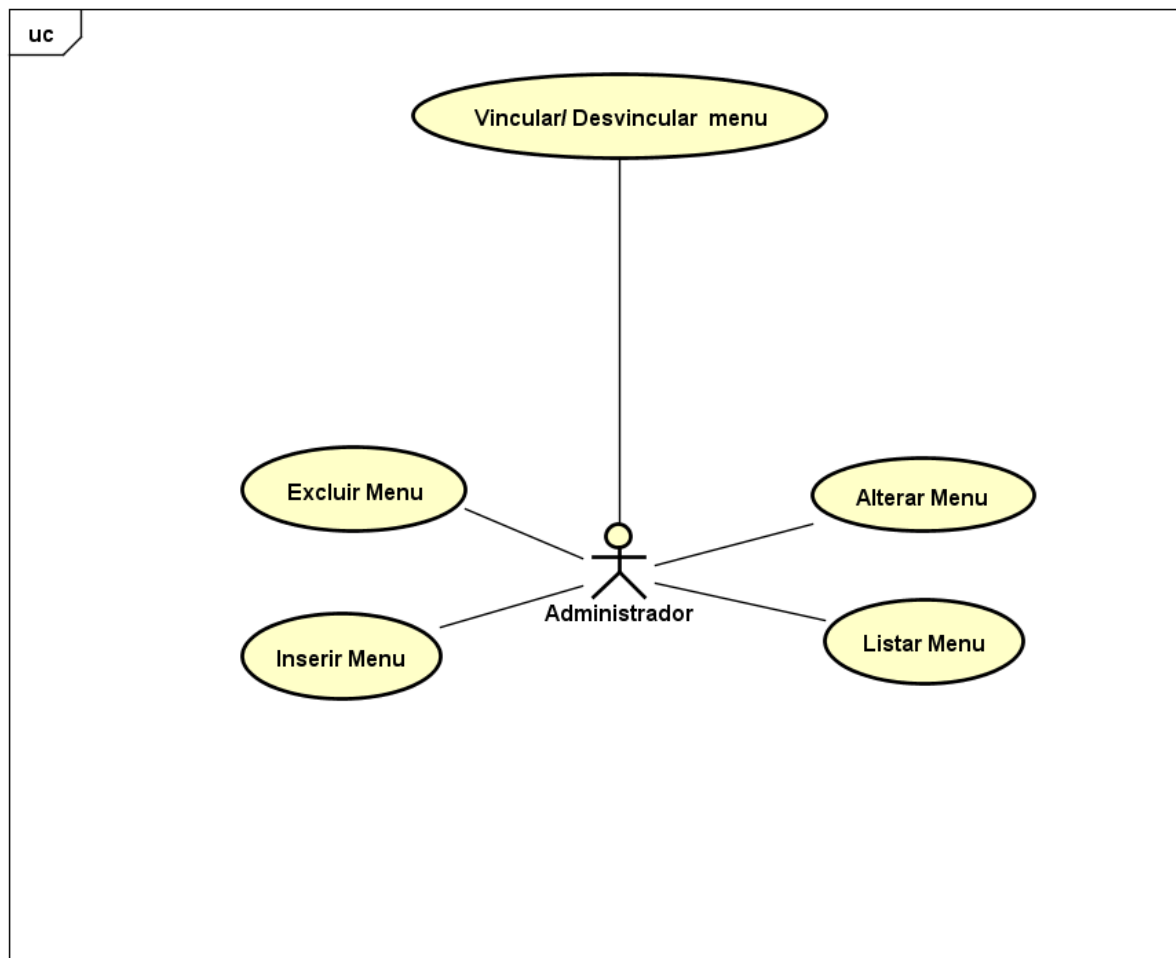 uc
Vincular/ Desvincular menu
Excluir Menu
Alterar Menu
Administrador
Inserir Menu
Listar Menu